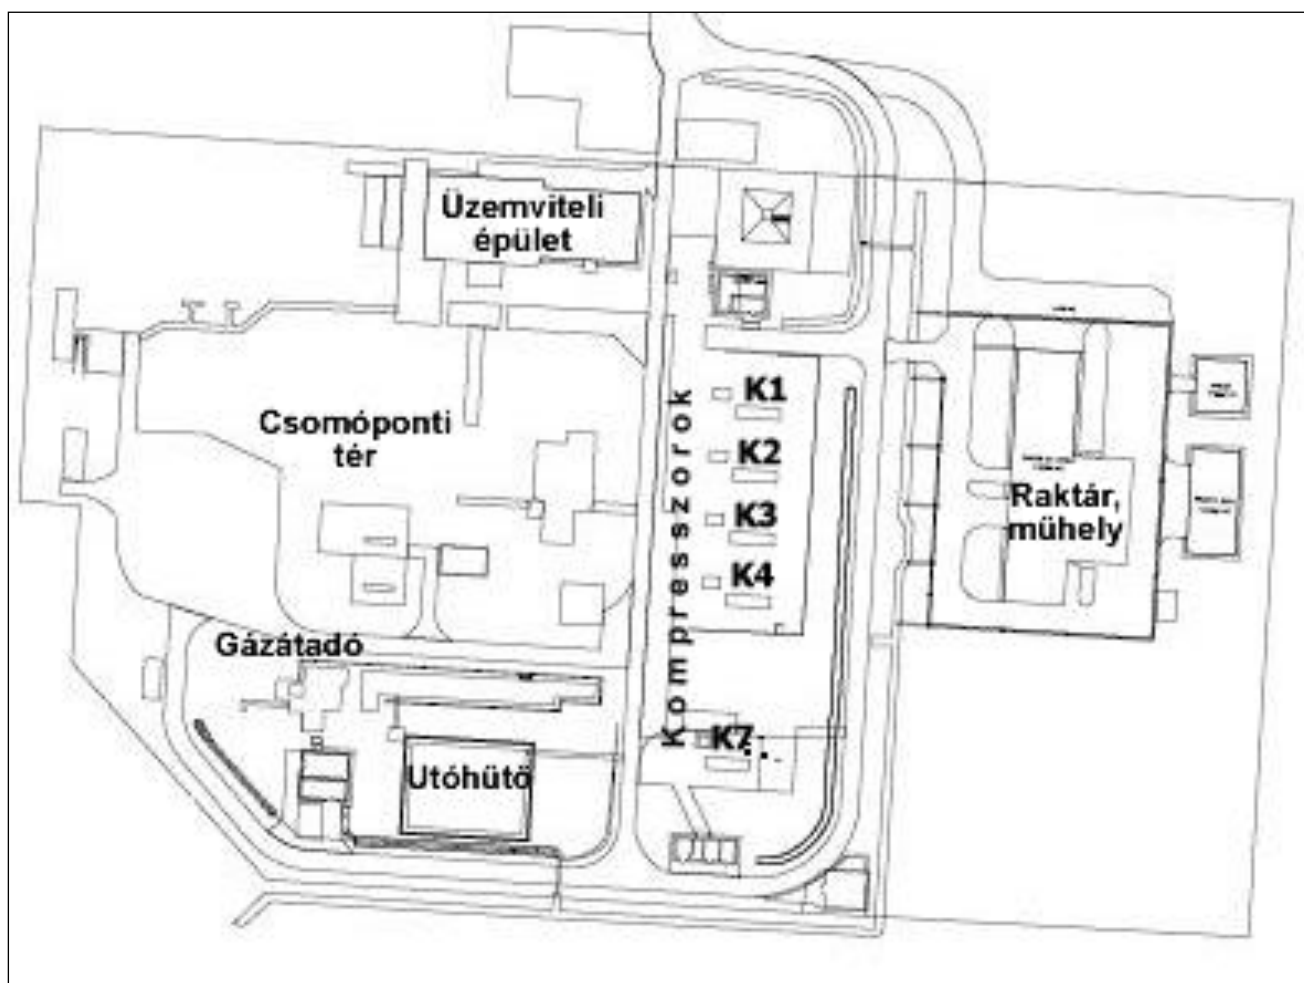 Üzemviteli
épület
Csomóponti
tér
Kompresszorok
K1
K2
K3
K4
K7
Raktár,
műhely
Gázátadó
Utóhűtő